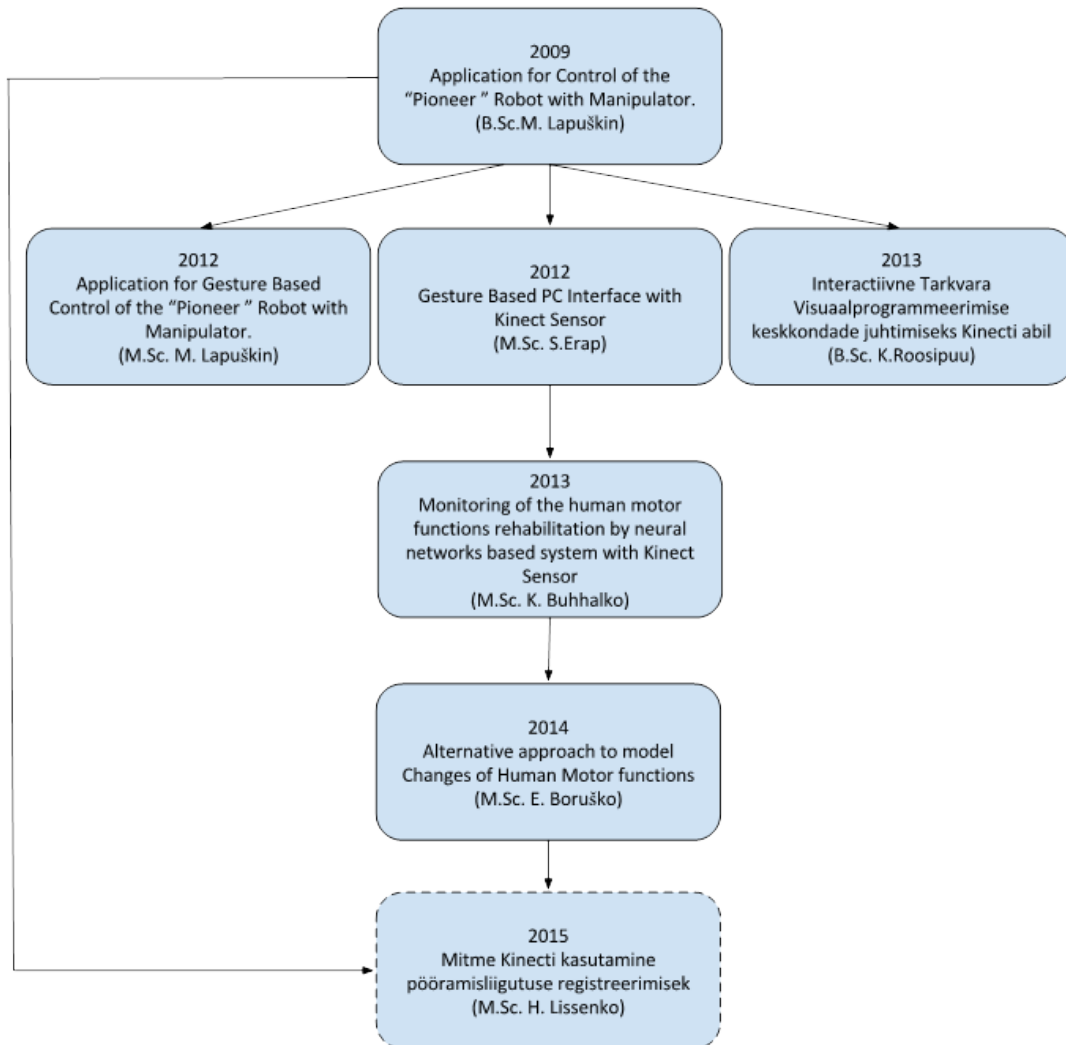 2009
Application for Control of the
“Pioneer ” Robot with Manipulator.
(B.Sc.M. Lapuškin)
2012
Application for Gesture Based
Control of the “Pioneer ” Robot with
Manipulator.
(M.Sc. M. Lapuškin)
2012
Gesture Based PC Interface with
Kinect Sensor
(M.Sc. S.Erap)
2013
Interactiivne Tarkvara
Visuaalprogrammeerimise
keskkondade juhtimiseks Kinecti abil
(B.Sc. K.Roosipuu)
2013
Monitoring of the human motor
functions rehabilitation by neural
networks based system with Kinect
Sensor
(M.Sc. K. Buhhalko)
2014
Alternative approach to model
Changes of Human Motor functions
(M.Sc. E. Boruško)
2015
Mitme Kinecti kasutamine
pööramisliigutuse registreerimisek
(M.Sc. H. Lissenko)